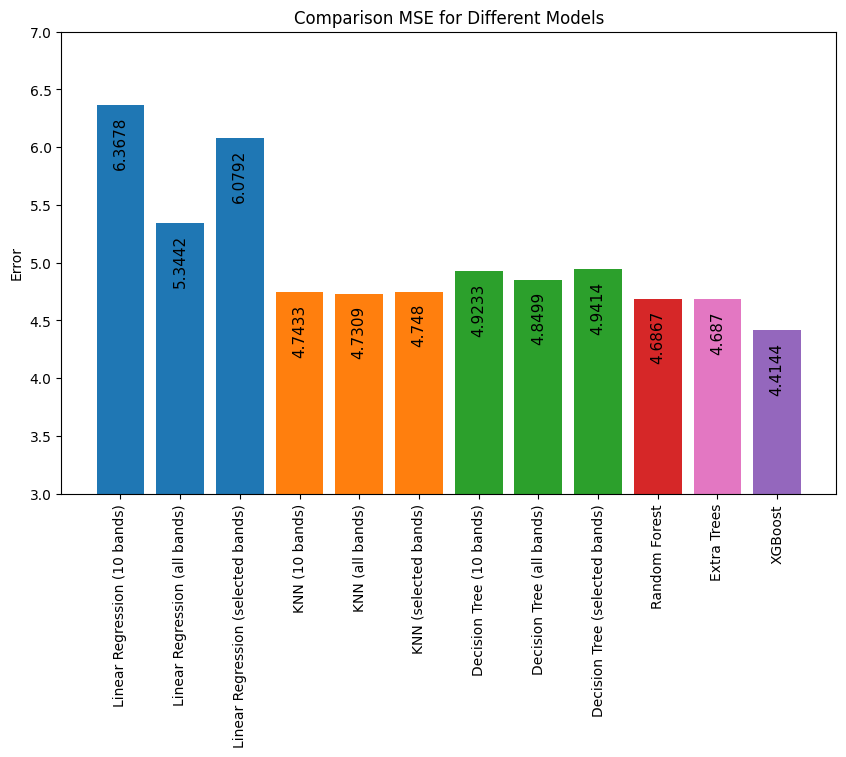 Comparison MSE for Different Models
Error
7.0
6.5
6.0
5.5
5.0
4.5
4.0
3.5
3.0
6.3678
5.3442
6.0792
4.7433
4.7309
4.748
4.9233
4.8499
4.9414
4.6867
4.687
4.4144
Linear Regression (10 bands)
Linear Regression (all bands)
Linear Regression (selected bands)
KNN (10 bands)
KNN (all bands)
KNN (selected bands)
Decision Tree (10 bands)
Decision Tree (all bands)
Decision Tree (selected bands)
Random Forest
Extra Trees
XGBoost